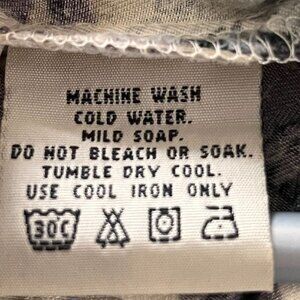 MACHINE WASH
COLD WATER.
MILD SOAP.
DO NOT BLEACH OR SOAK.
TUMBLE DRY COOL.
USE COOL IRON ONLY
30C